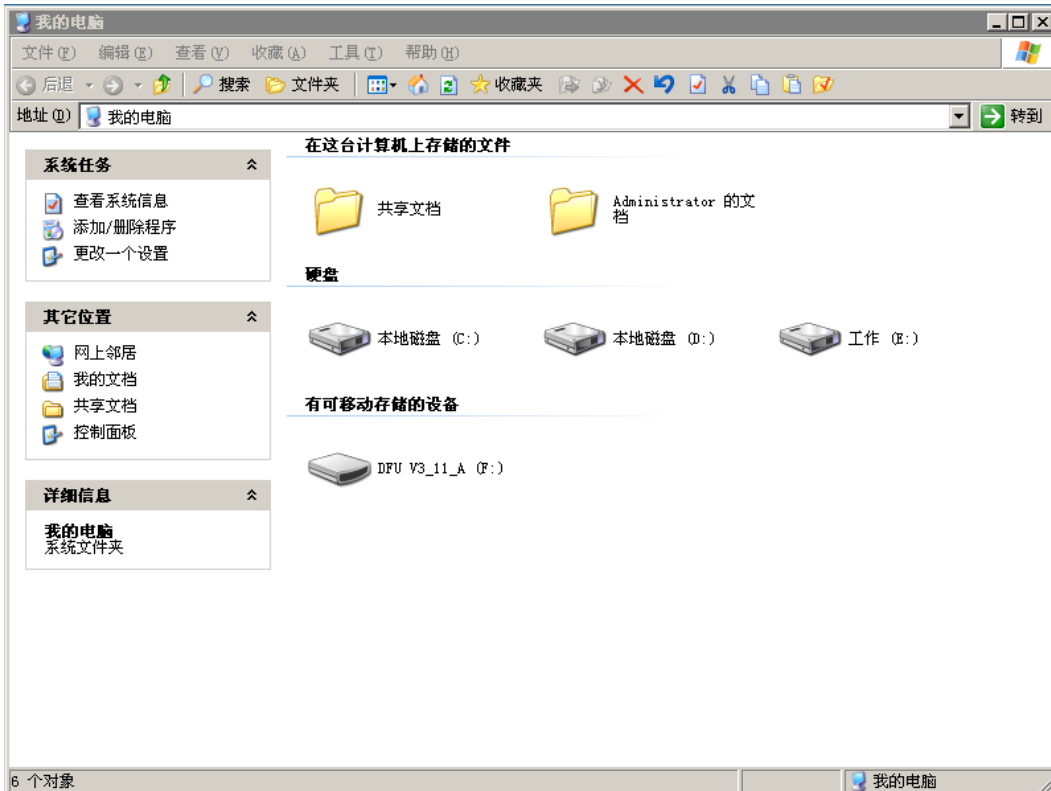 我的电脑
文件(F) 编辑(E) 查看(V) 收藏(A) 工具(T) 帮助(H)
后退 搜索 文件夹 收藏夹
地址(D) 我的电脑 转到
系统任务
查看系统信息
添加/删除程序
更改一个设置
其它位置
网上邻居
我的文档
共享文档
控制面板
详细信息
我的电脑
系统文件夹
在这台计算机上存储的文件
共享文档
Administrator 的文
档
硬盘
本地磁盘 (C:) 本地磁盘 (D:) 工作 (E:)
有可移动存储的设备
DFU V3_11_A (F:)
6 个对象 我的电脑